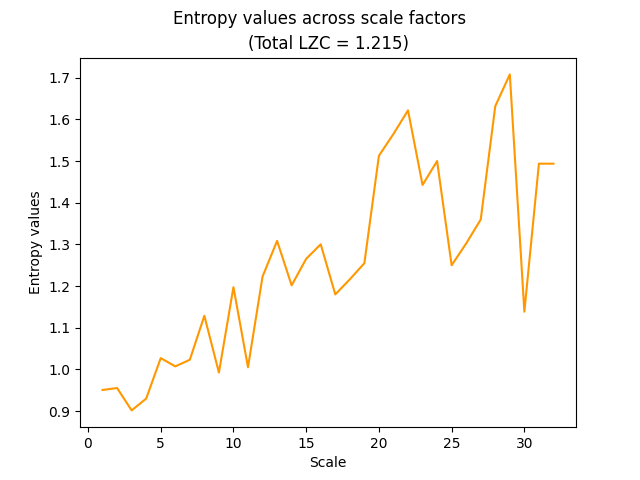 Entropy values across scale factors
(Total LZC = 1.215)
1.7
1.6
1.5
1.4
1.3
1.2
1.1
1.0
0.9
Entropy values
0 5 10 15 20 25 30
Scale